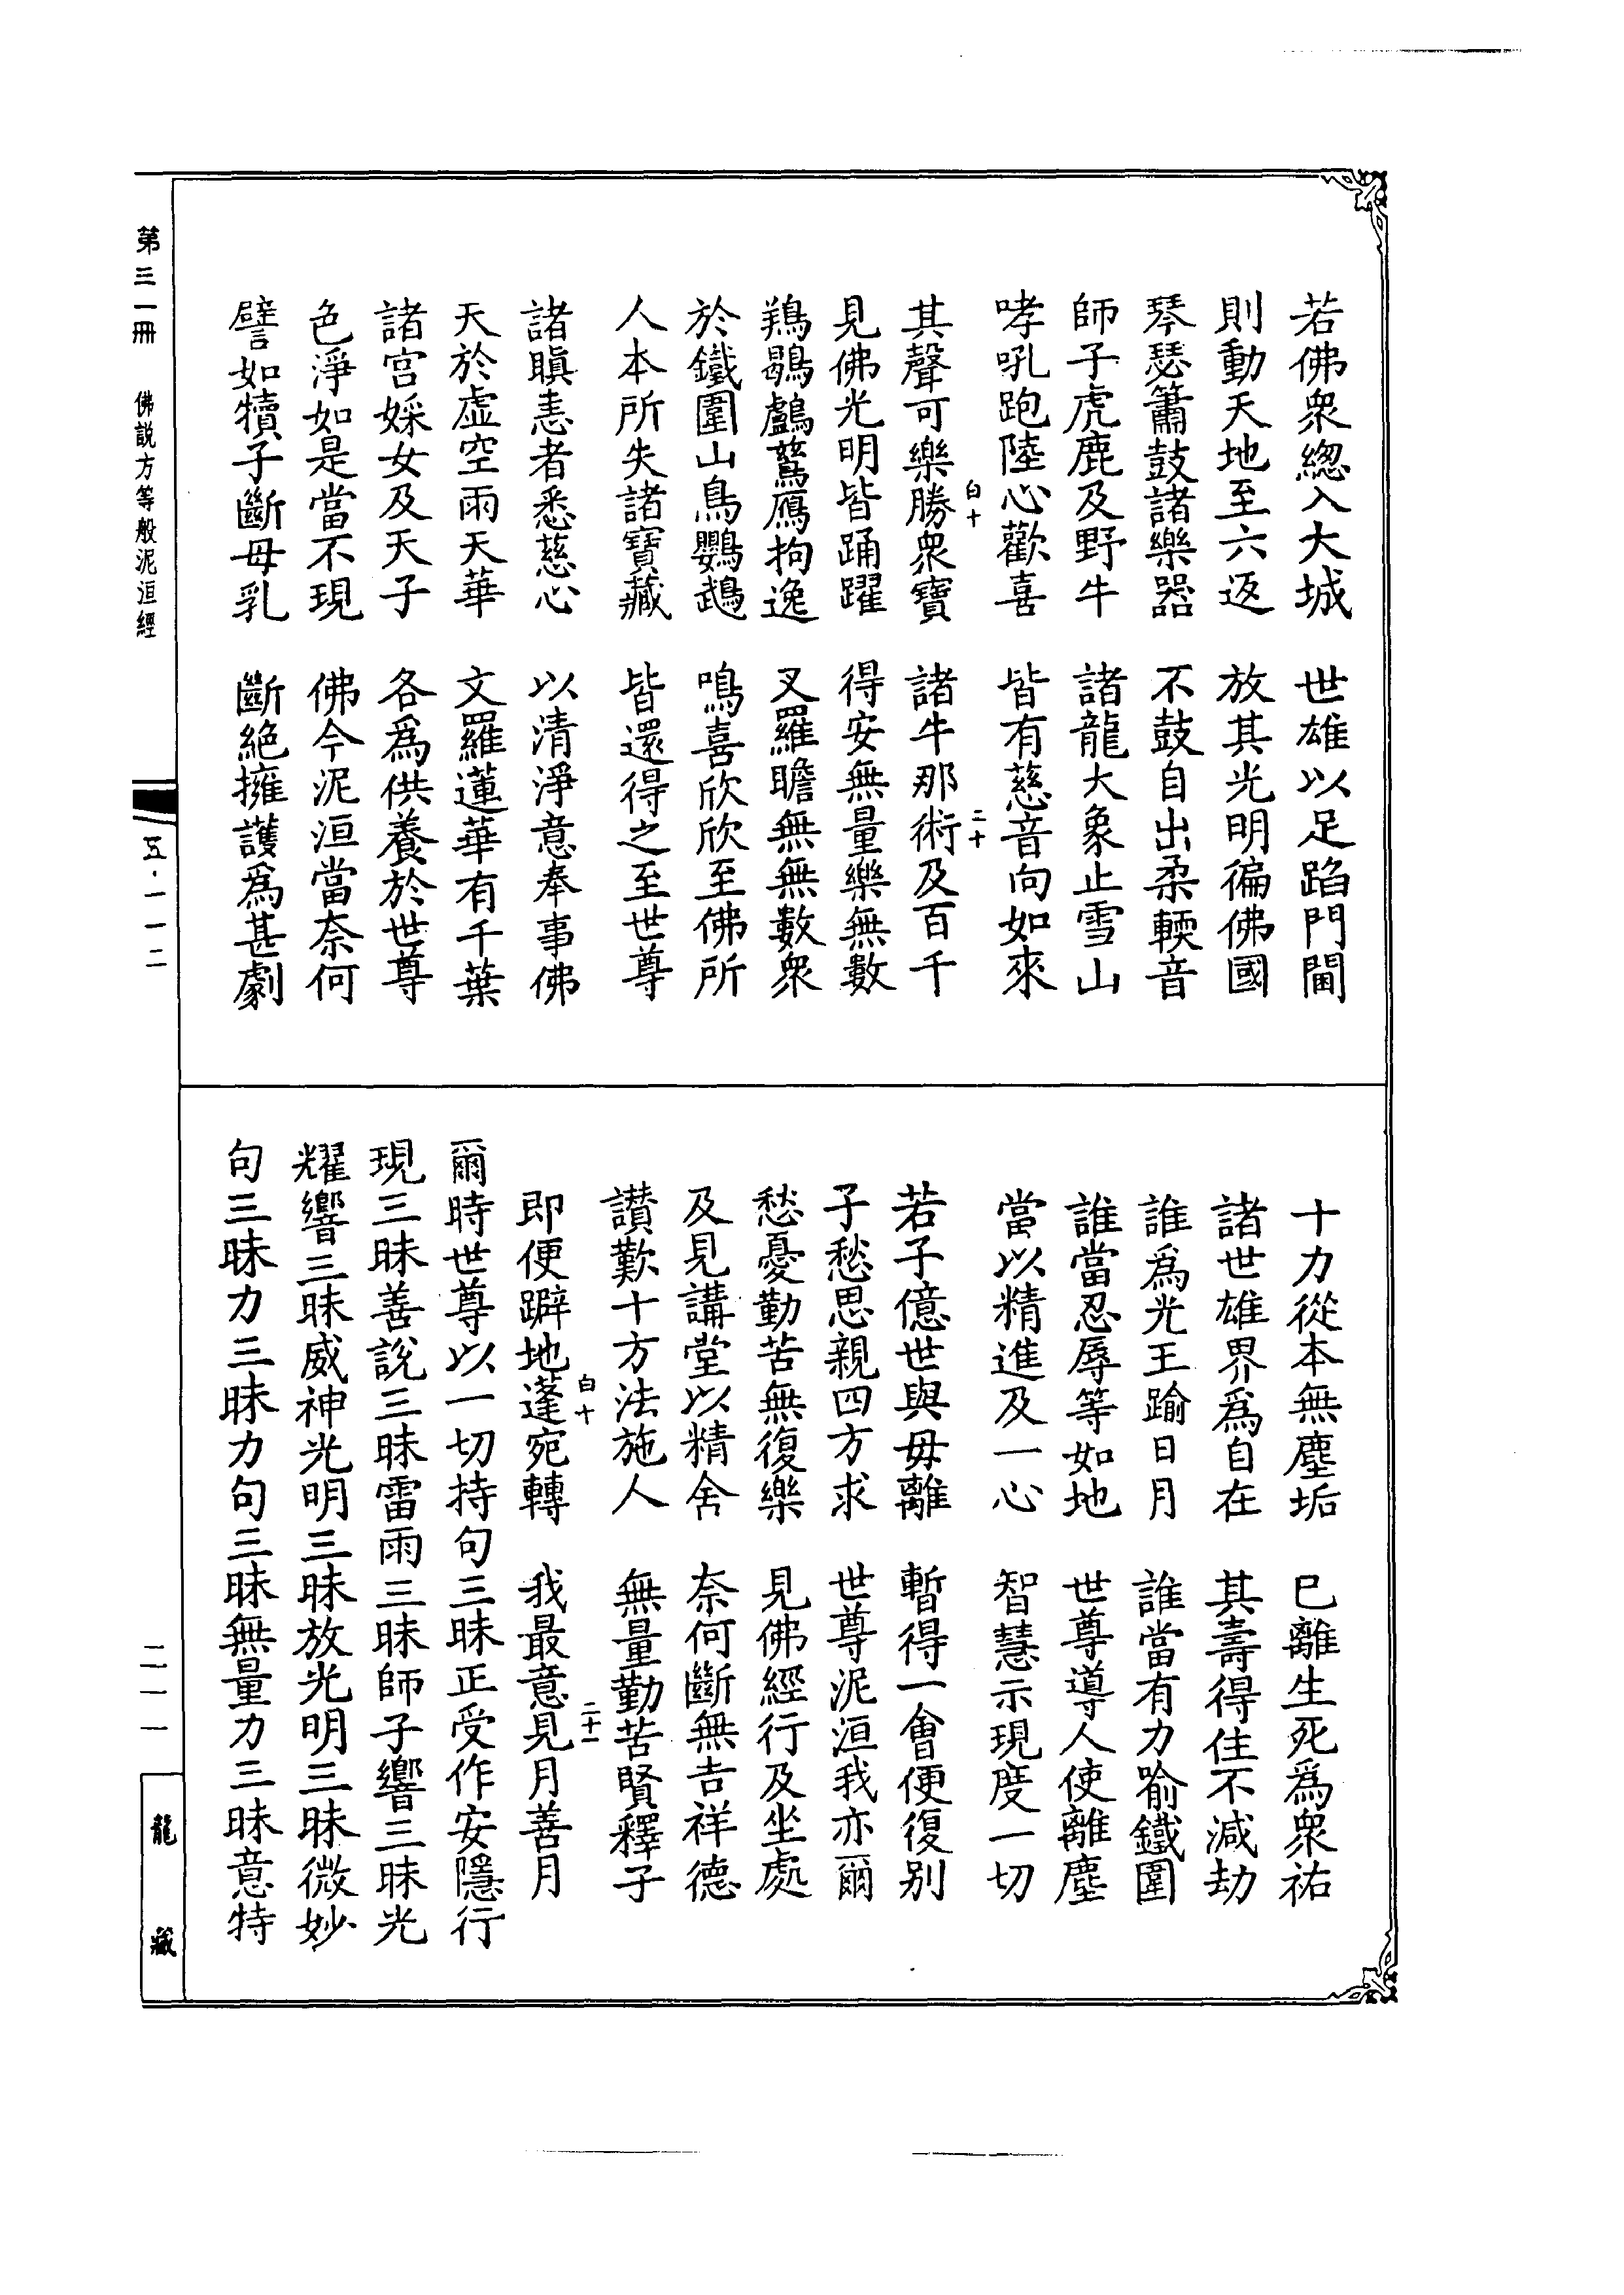 若佛衆緫入大城　世雄以足蹈門閫
則動天地至六返　放其光明徧佛國
琴瑟簫鼓諸樂器　不鼓自出柔輭音
師子虎鹿及野牛　諸龍大象止雪山
哮吼跑陸心歡喜　皆有慈音向如來
白十　二十
其聲可樂勝衆寶　諸牛那術及百千
見佛光明皆踊躍　得安無量樂無數
鵶鶡鸕鶿鴈拘逸　叉羅瞻無無數衆
於鐵圍山鳥鸚鵡　鳴喜欣欣至佛所
人本所失諸寶藏　皆還得之至世尊
諸瞋恚者悉慈心　以清淨意奉事佛
天於虛空雨天華　文羅蓮華有千葉
諸宮婇女及天子　各爲供養於世尊
色淨如是當不現　佛今泥洹當奈何
譬如犢子斷母乳　斷絕擁護爲甚劇
十力從本無塵垢　已離生死爲衆祐
諸世雄界爲自在　其壽得住不減劫
誰爲光王踰日月　誰當有力喻鐵圍
誰當忍辱等如地　世尊導人使離塵
當以精進及一心　智慧示現度一切
若子億世與母離　暫得一會便復別
子愁思親四方求　世尊泥洹我亦爾
愁憂勤苦無復樂　見佛經行及坐處
及見講堂以精舍　奈何斷無吉祥德
讃歎十方法施人　無量勤苦賢釋子
白十　二十一
即便躃地蓬宛轉　我最意見月善月
爾時世尊以一切持句三昧正受作安隱行
現三昧善說三昧雷雨三昧師子響三昧光
耀響三昧威神光明三昧放光明三昧微妙
句三昧力三昧力句三昧無量力三昧意特
第三一冊　佛說方等般泥洹經
五·一一二
二一一
龍藏